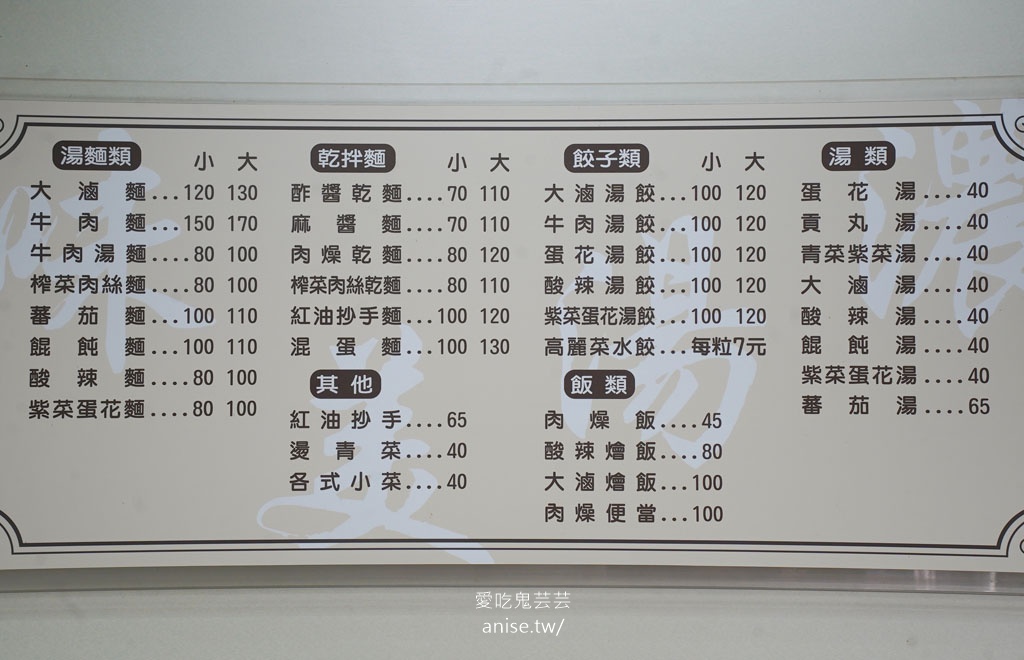 湯麵類 小 大
大滷麵...120 130
牛肉麵...150 170
牛肉湯麵....80 100
榨菜肉絲麵....80 100
蕃茄麵...100 110
餛飩麵...100 110
酸辣麵....80 100
紫菜蛋花麵....80 100
乾拌麵 小 大
酢醬乾麵....70 110
麻醬麵....70 110
肉燥乾麵....80 120
榨菜肉絲乾麵....80 110
紅油抄手麵...100 120
混蛋麵...100 130
其他
紅油抄手....65
燙青菜....40
各式小菜....40
餃子類 小 大
大滷湯餃...100 120
牛肉湯餃...100 120
蛋花湯餃...100 120
酸辣湯餃...100 120
紫菜蛋花湯餃...100 120
高麗菜水餃...每粒7元
飯類
肉燥飯....45
酸辣燴飯....80
大滷燴飯...100
肉燥便當...100
湯類
蛋花湯....40
貢丸湯....40
青菜紫菜湯....40
大滷湯....40
酸辣湯....40
餛飩湯....40
紫菜蛋花湯....40
蕃茄湯....65
濃湯美味
愛吃鬼芸芸
anise.tw/